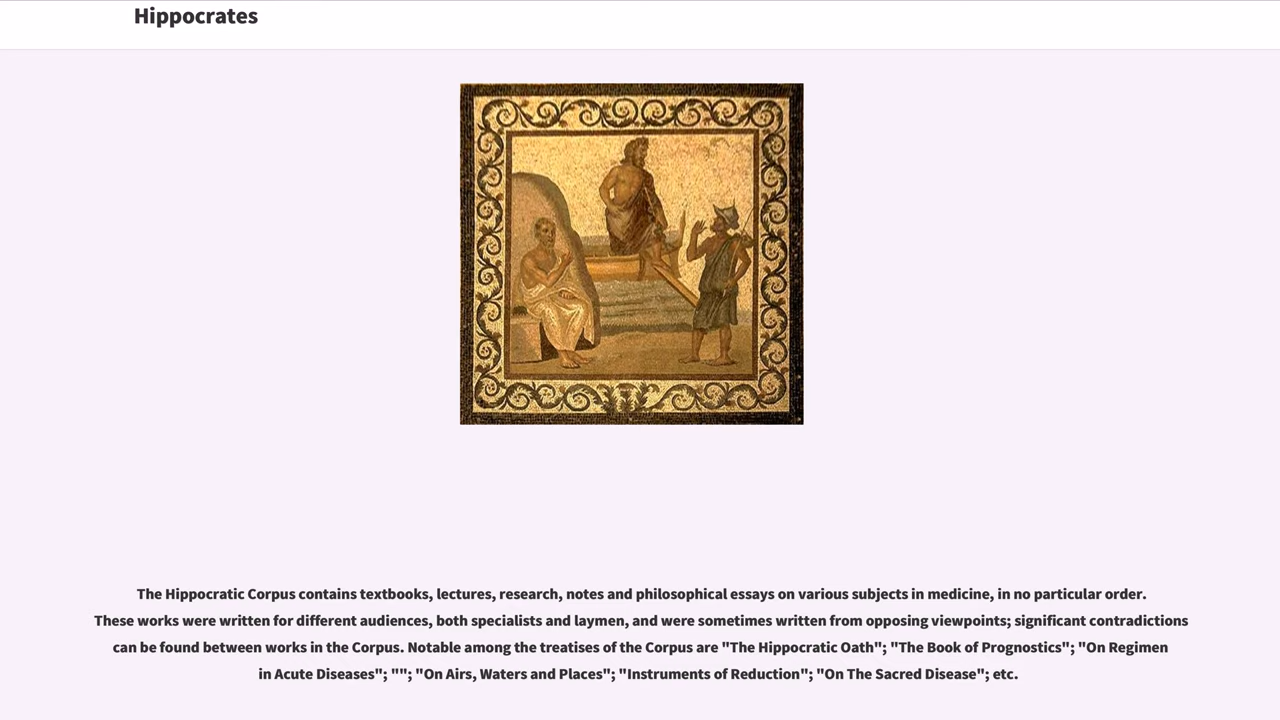 Hippocrates
The Hippocratic Corpus contains textbooks, lectures, research, notes and philosophical essays on various subjects in medicine, in no particular order.
These works were written for different audiences, both specialists and laymen, and were sometimes written from opposing viewpoints; significant contradictions
can be found between works in the Corpus. Notable among the treatises of the Corpus are "The Hippocratic Oath"; "The Book of Prognostics"; "On Regimen
in Acute Diseases"; ""; "On Airs, Waters and Places"; "Instruments of Reduction"; "On The Sacred Disease"; etc.